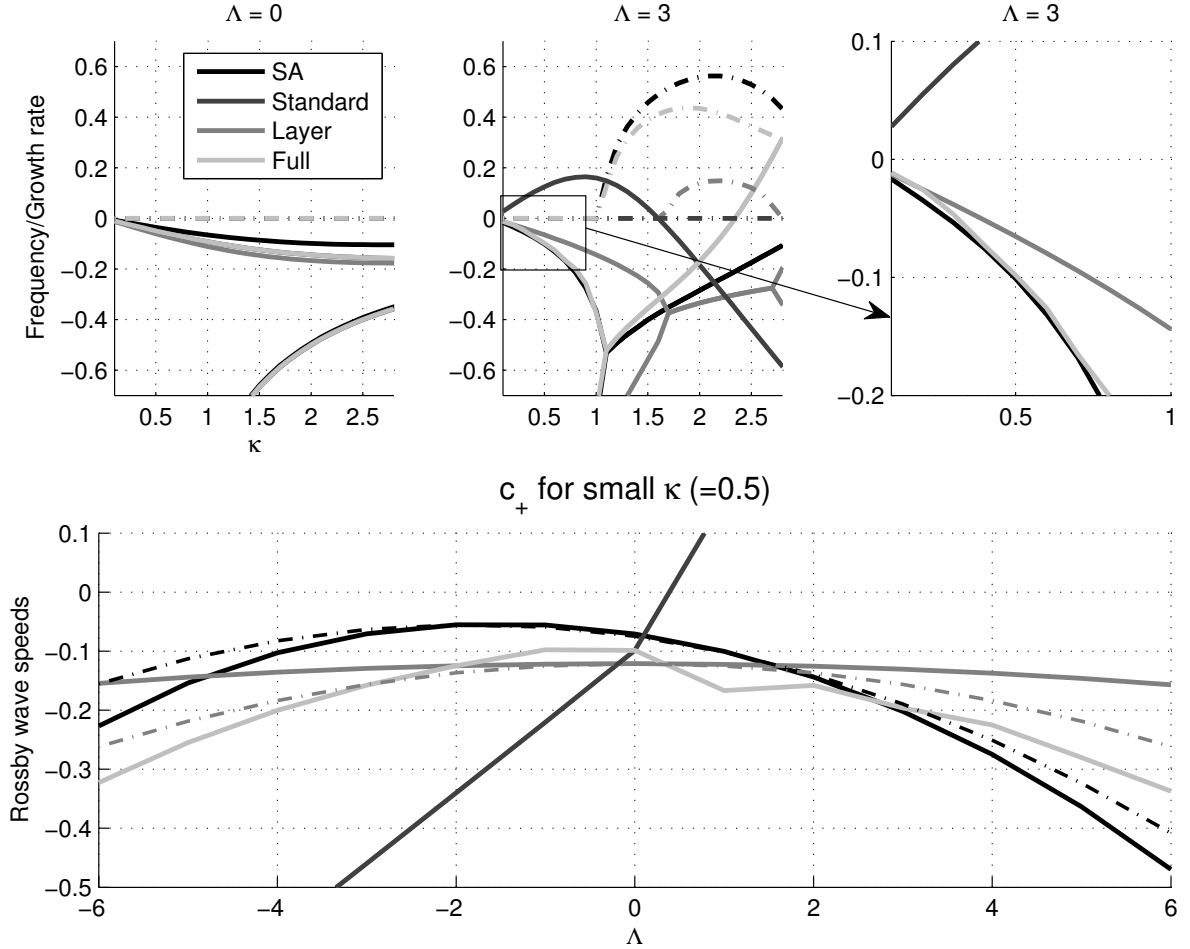 Λ = 0
Λ = 3
Λ = 3
Frequency/Growth rate
0.6
0.4
0.2
0
−0.2
−0.4
−0.6
SA
Standard
Layer
Full
0.5 1 1.5 2 2.5
κ
0.6
0.4
0.2
0
−0.2
−0.4
−0.6
0.5 1 1.5 2 2.5
0.1
0
−0.1
−0.2
0.5 1
c+ for small κ (=0.5)
Rossby wave speeds
0.1
0
−0.1
−0.2
−0.3
−0.4
−0.5
−6 −4 −2 0 2 4 6
Λ